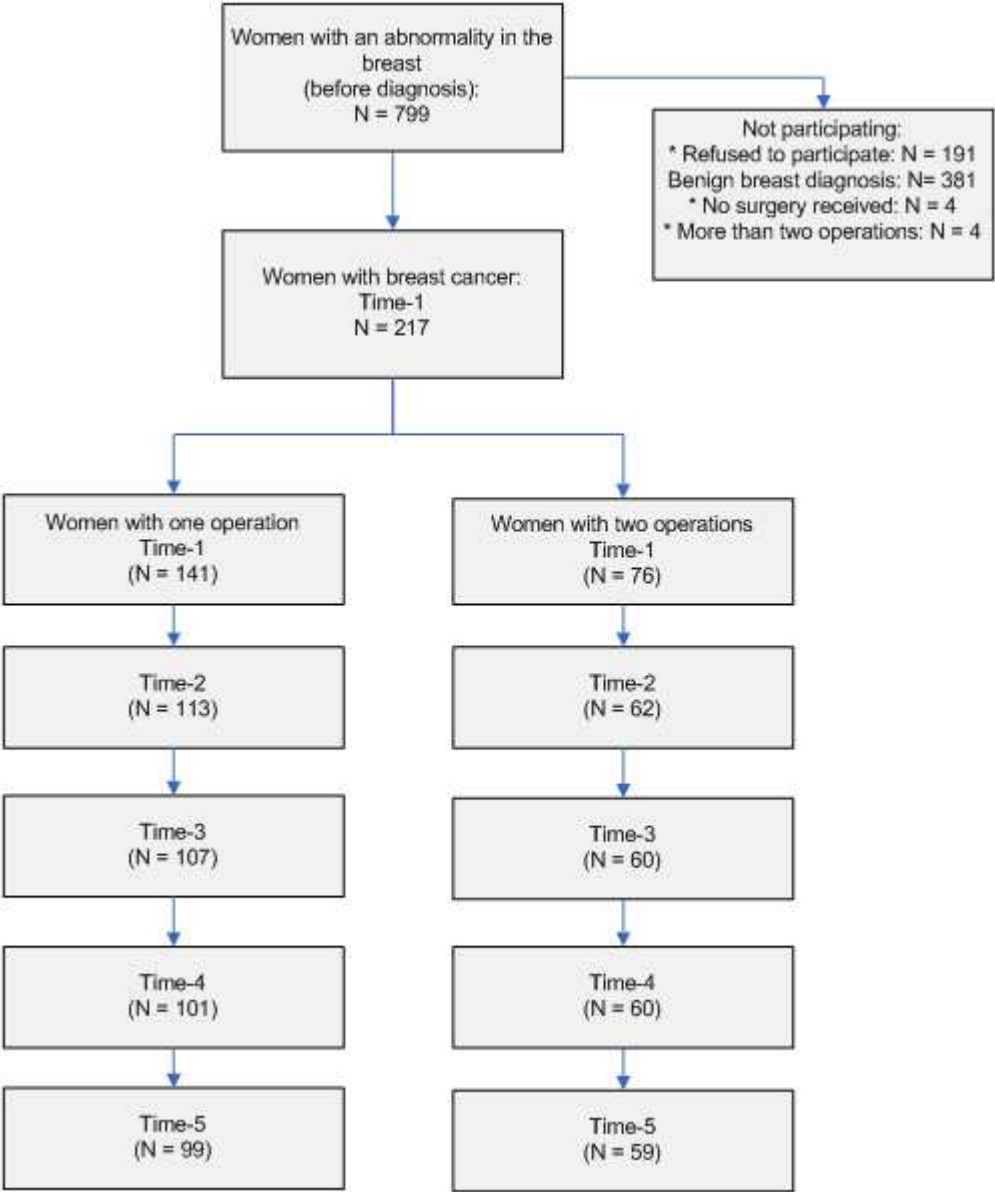 Women with an abnormality in the
breast
(before diagnosis):
N = 799
Not participating:
* Refused to participate: N = 191
Benign breast diagnosis: N= 381
* No surgery received: N = 4
* More than two operations: N = 4
Women with breast cancer:
Time-1
N = 217
Women with one operation
Time-1
(N = 141)
Women with two operations
Time-1
(N = 76)
Time-2
(N = 113)
Time-2
(N = 62)
Time-3
(N = 107)
Time-3
(N = 60)
Time-4
(N = 101)
Time-4
(N = 60)
Time-5
(N = 99)
Time-5
(N = 59)